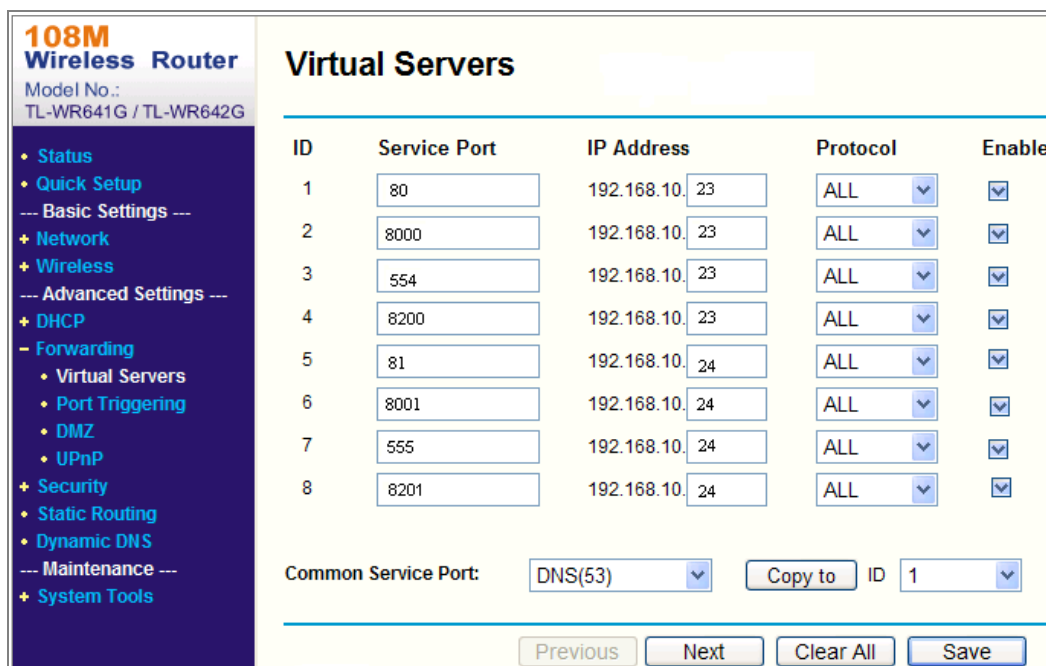 108M
Wireless Router
Model No.:
TL-WR641G / TL-WR642G
Status
Quick Setup
--- Basic Settings ---
+ Network
+ Wireless
--- Advanced Settings ---
+ DHCP
– Forwarding
Virtual Servers
Port Triggering
DMZ
UPnP
+ Security
Static Routing
Dynamic DNS
--- Maintenance ---
+ System Tools
Virtual Servers
ID Service Port IP Address Protocol Enable
1 80 192.168.10. 23 ALL
2 8000 192.168.10. 23 ALL
3 554 192.168.10. 23 ALL
4 8200 192.168.10. 23 ALL
5 81 192.168.10. 24 ALL
6 8001 192.168.10. 24 ALL
7 555 192.168.10. 24 ALL
8 8201 192.168.10. 24 ALL
Common Service Port: DNS(53) Copy to ID 1
Previous Next Clear All Save